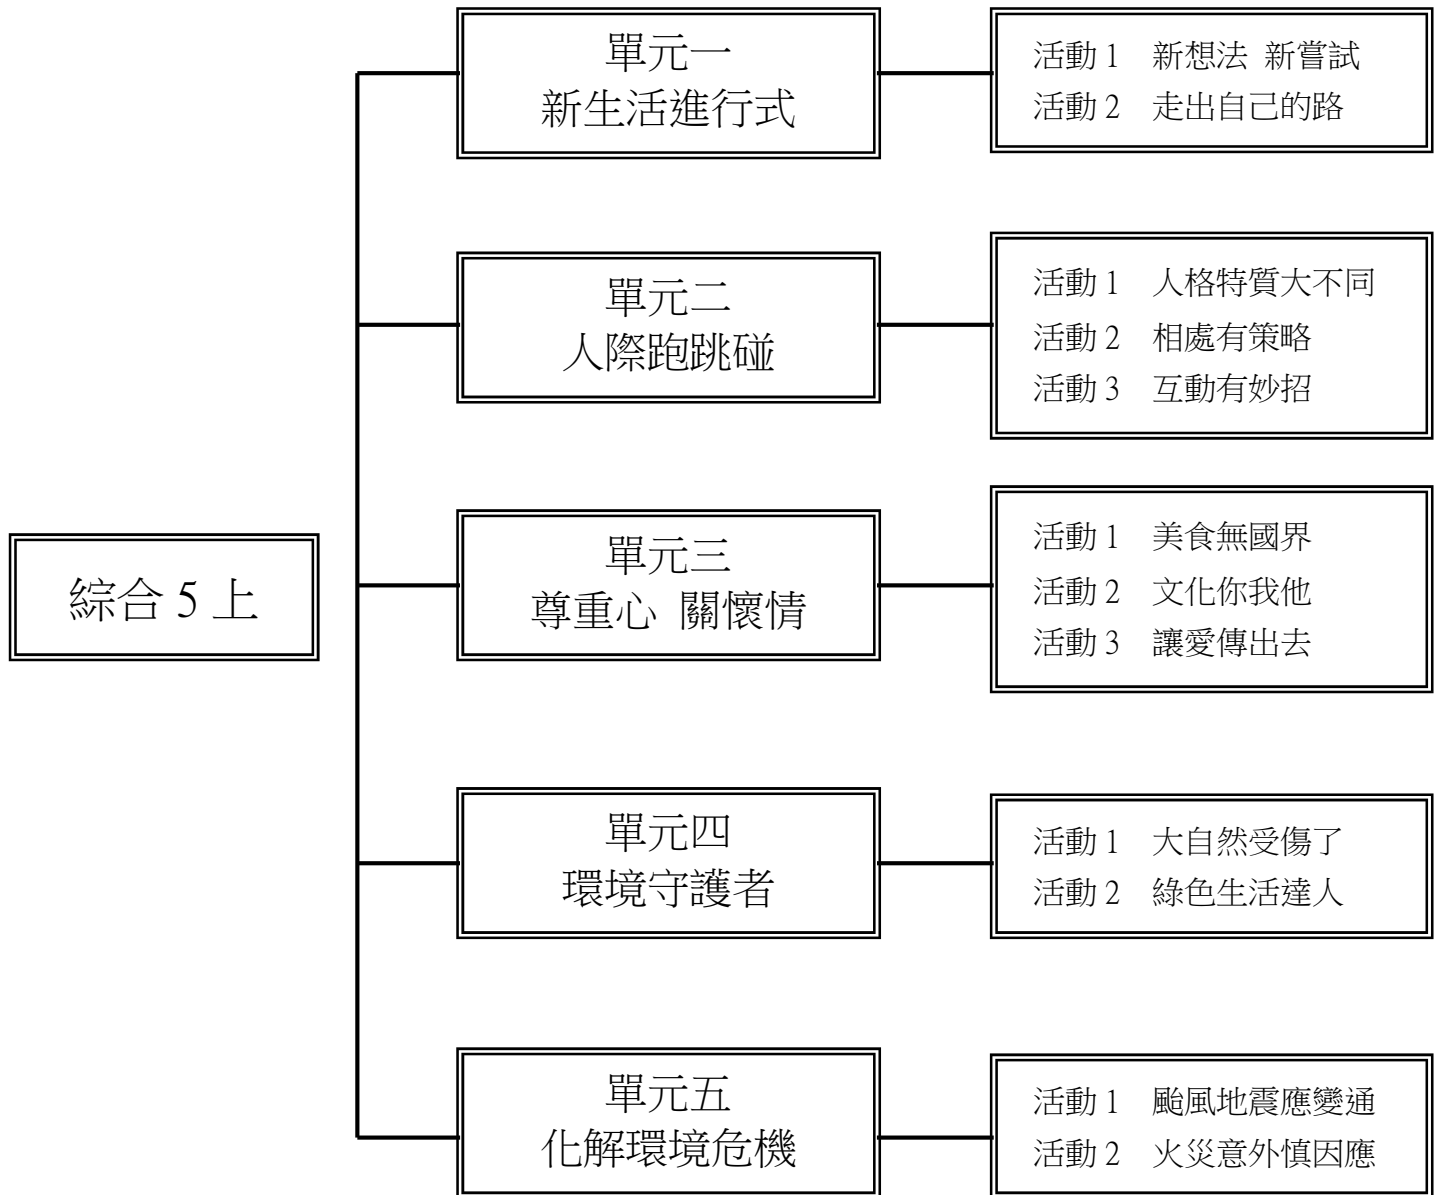 綜合 5 上
單元一
新生活進行式
活動 1 新想法 新嘗試
活動 2 走出自己的路
單元二
人際跑跳碰
活動 1 人格特質大不同
活動 2 相處有策略
活動 3 互動有妙招
單元三
尊重心 關懷情
活動 1 美食無國界
活動 2 文化你我他
活動 3 讓愛傳出去
單元四
環境守護者
活動 1 大自然受傷了
活動 2 綠色生活達人
單元五
化解環境危機
活動 1 颱風地震應變通
活動 2 火災意外慎因應